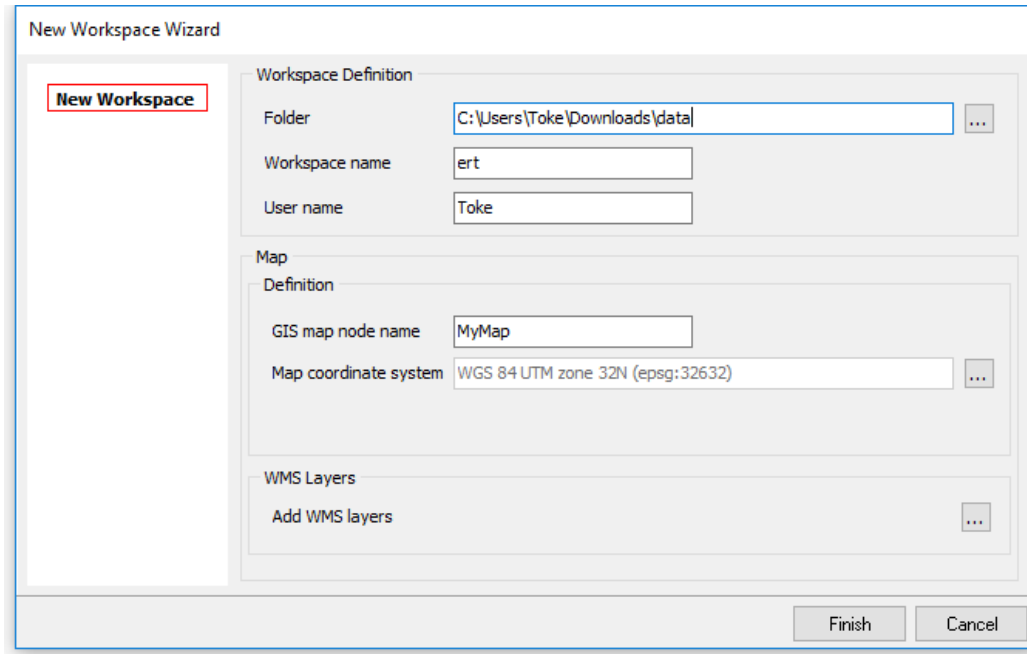 New Workspace Wizard
New Workspace
Workspace Definition
Folder C:\Users\Toke\Downloads\data ...
Workspace name ert
User name Toke
Map
Definition
GIS map node name MyMap
Map coordinate system WGS 84 UTM zone 32N (epsg:32632) ...
WMS Layers
Add WMS layers ...
Finish Cancel